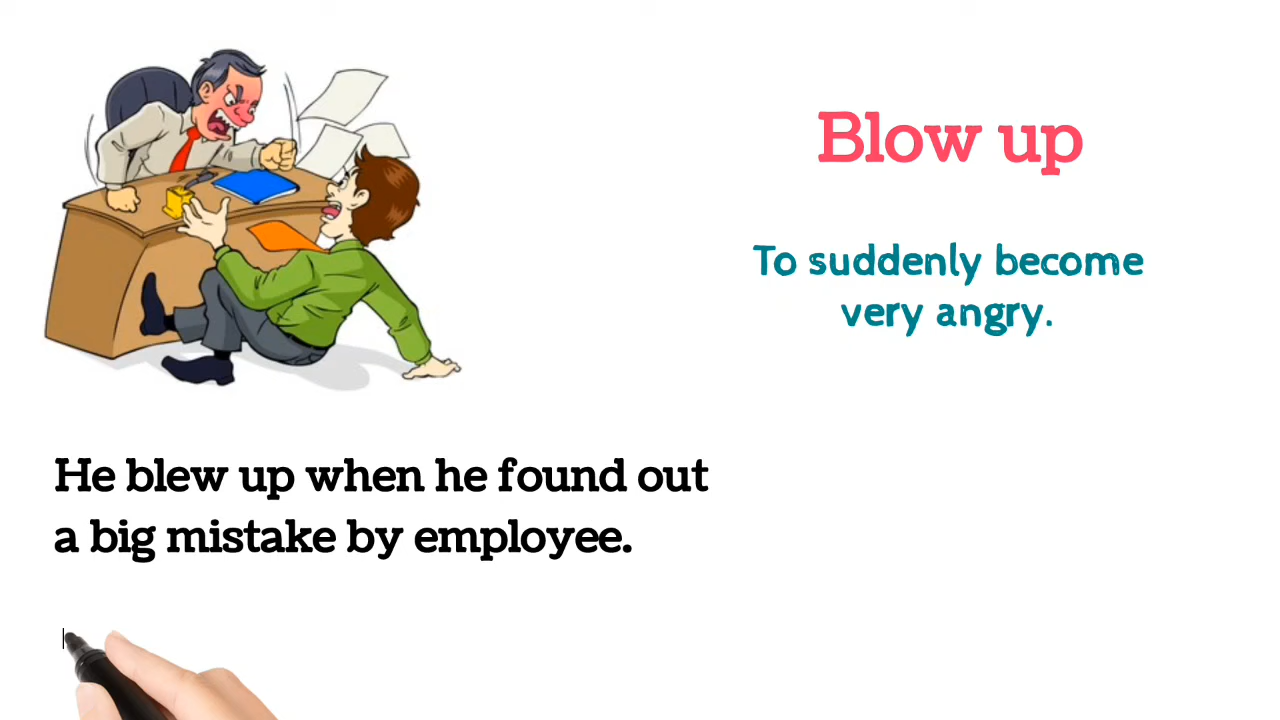 Blow up
To suddenly become
very angry.
He blew up when he found out
a big mistake by employee.